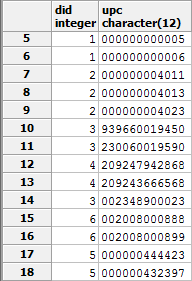 did upc
integer character(12)
5 1 000000000005
6 1 000000000006
7 2 000000004011
8 2 000000004013
9 2 000000004023
10 3 939660019450
11 3 230060019590
12 4 209247942868
13 4 209243666568
14 3 002348900023
15 6 002008000888
16 6 002008000899
17 5 000000444423
18 5 000000432397